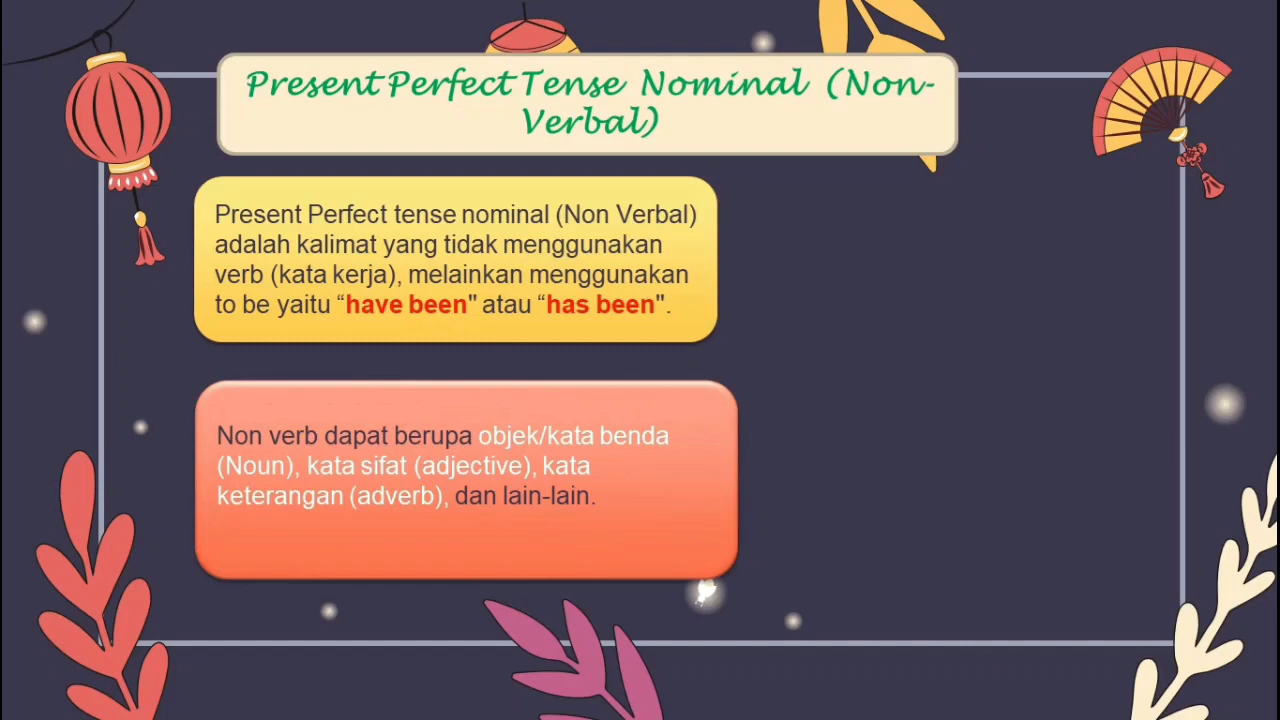 Present Perfect Tense Nominal (Non-
Verbal)
Present Perfect tense nominal (Non Verbal)
adalah kalimat yang tidak menggunakan
verb (kata kerja), melainkan menggunakan
to be yaitu “have been" atau “has been".
Non verb dapat berupa objek/kata benda
(Noun), kata sifat (adjective), kata
keterangan (adverb), dan lain-lain.